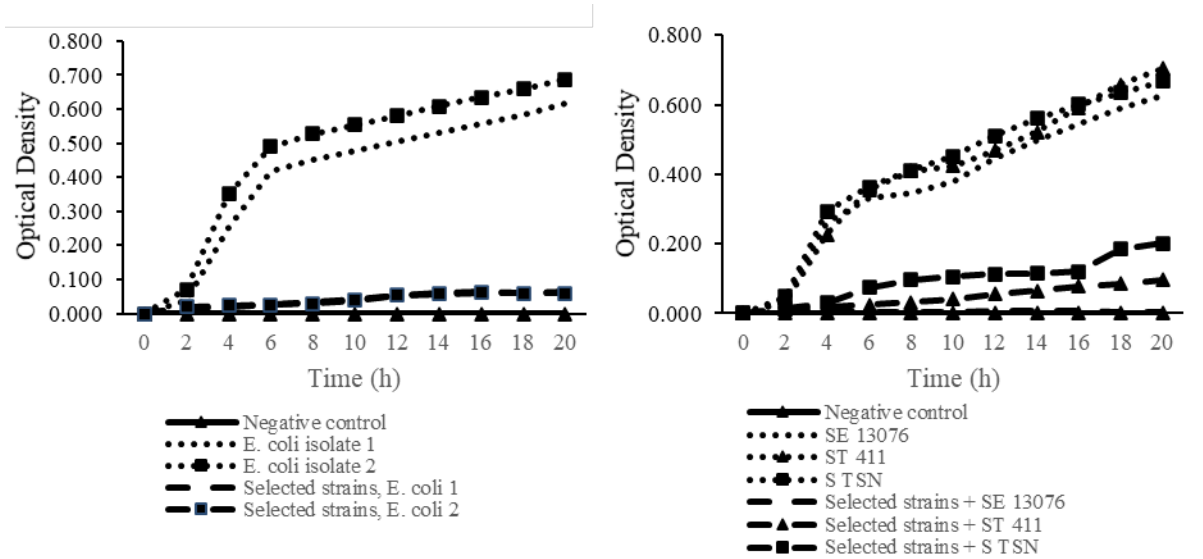 0.800
0.700
0.600
0.500
0.400
0.300
0.200
0.100
0.000
Optical Density
0 2 4 6 8 10 12 14 16 18 20
Time (h)
Negative control
E. coli isolate 1
E. coli isolate 2
Selected strains, E. coli 1
Selected strains, E. coli 2
0.800
0.600
0.400
0.200
0.000
Optical Density
0 2 4 6 8 10 12 14 16 18 20
Time (h)
Negative control
SE 13076
ST 411
S TSN
Selected strains + SE 13076
Selected strains + ST 411
Selected strains + S TSN